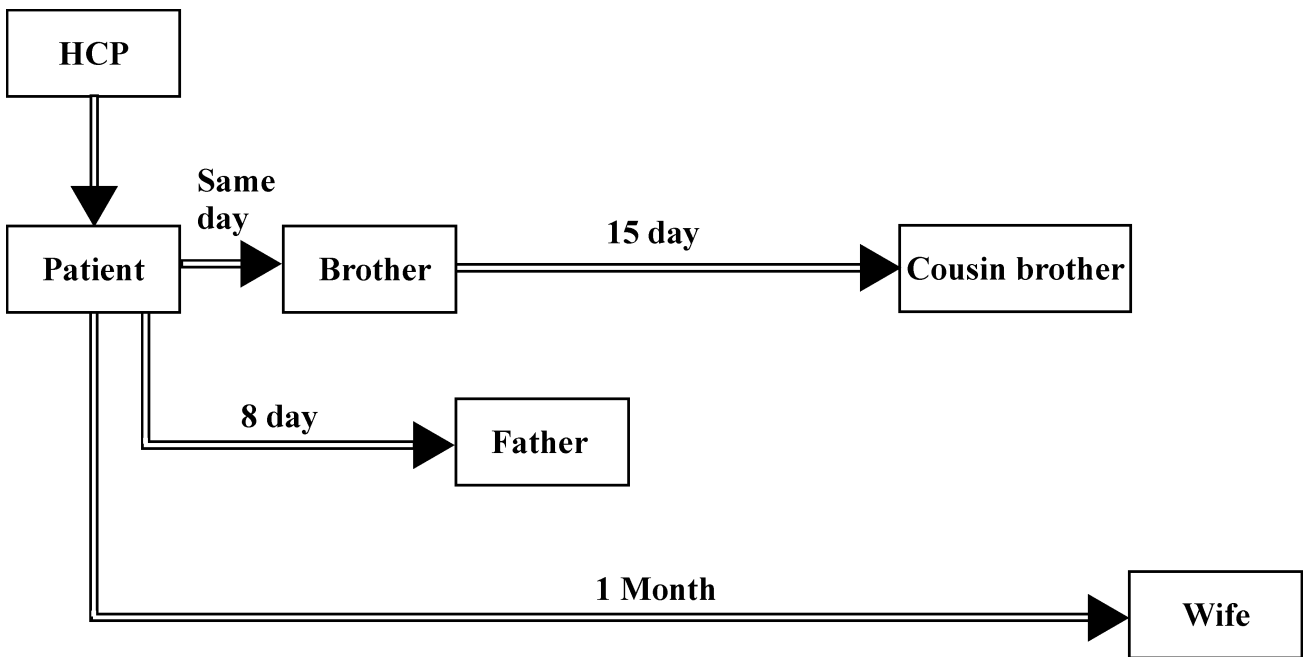 HCP
Same
day
Patient
Brother
15 day
Cousin brother
8 day
Father
1 Month
Wife